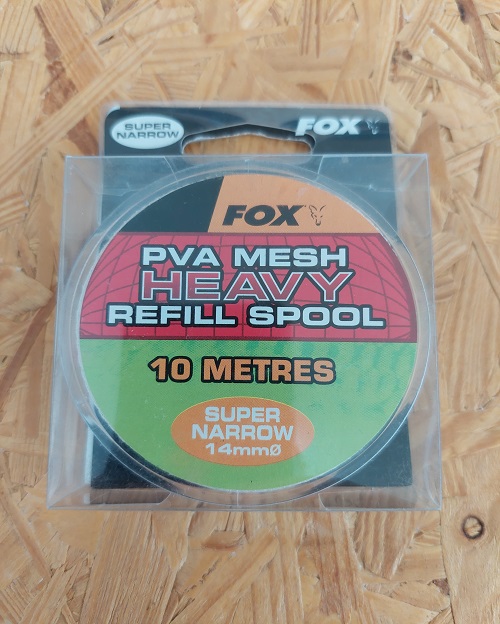 SUPER
NARROW
FOX
FOX
PVA MESH
HEAVY
REFILL SPOOL
10 METRES
SUPER
NARROW
14mmØ